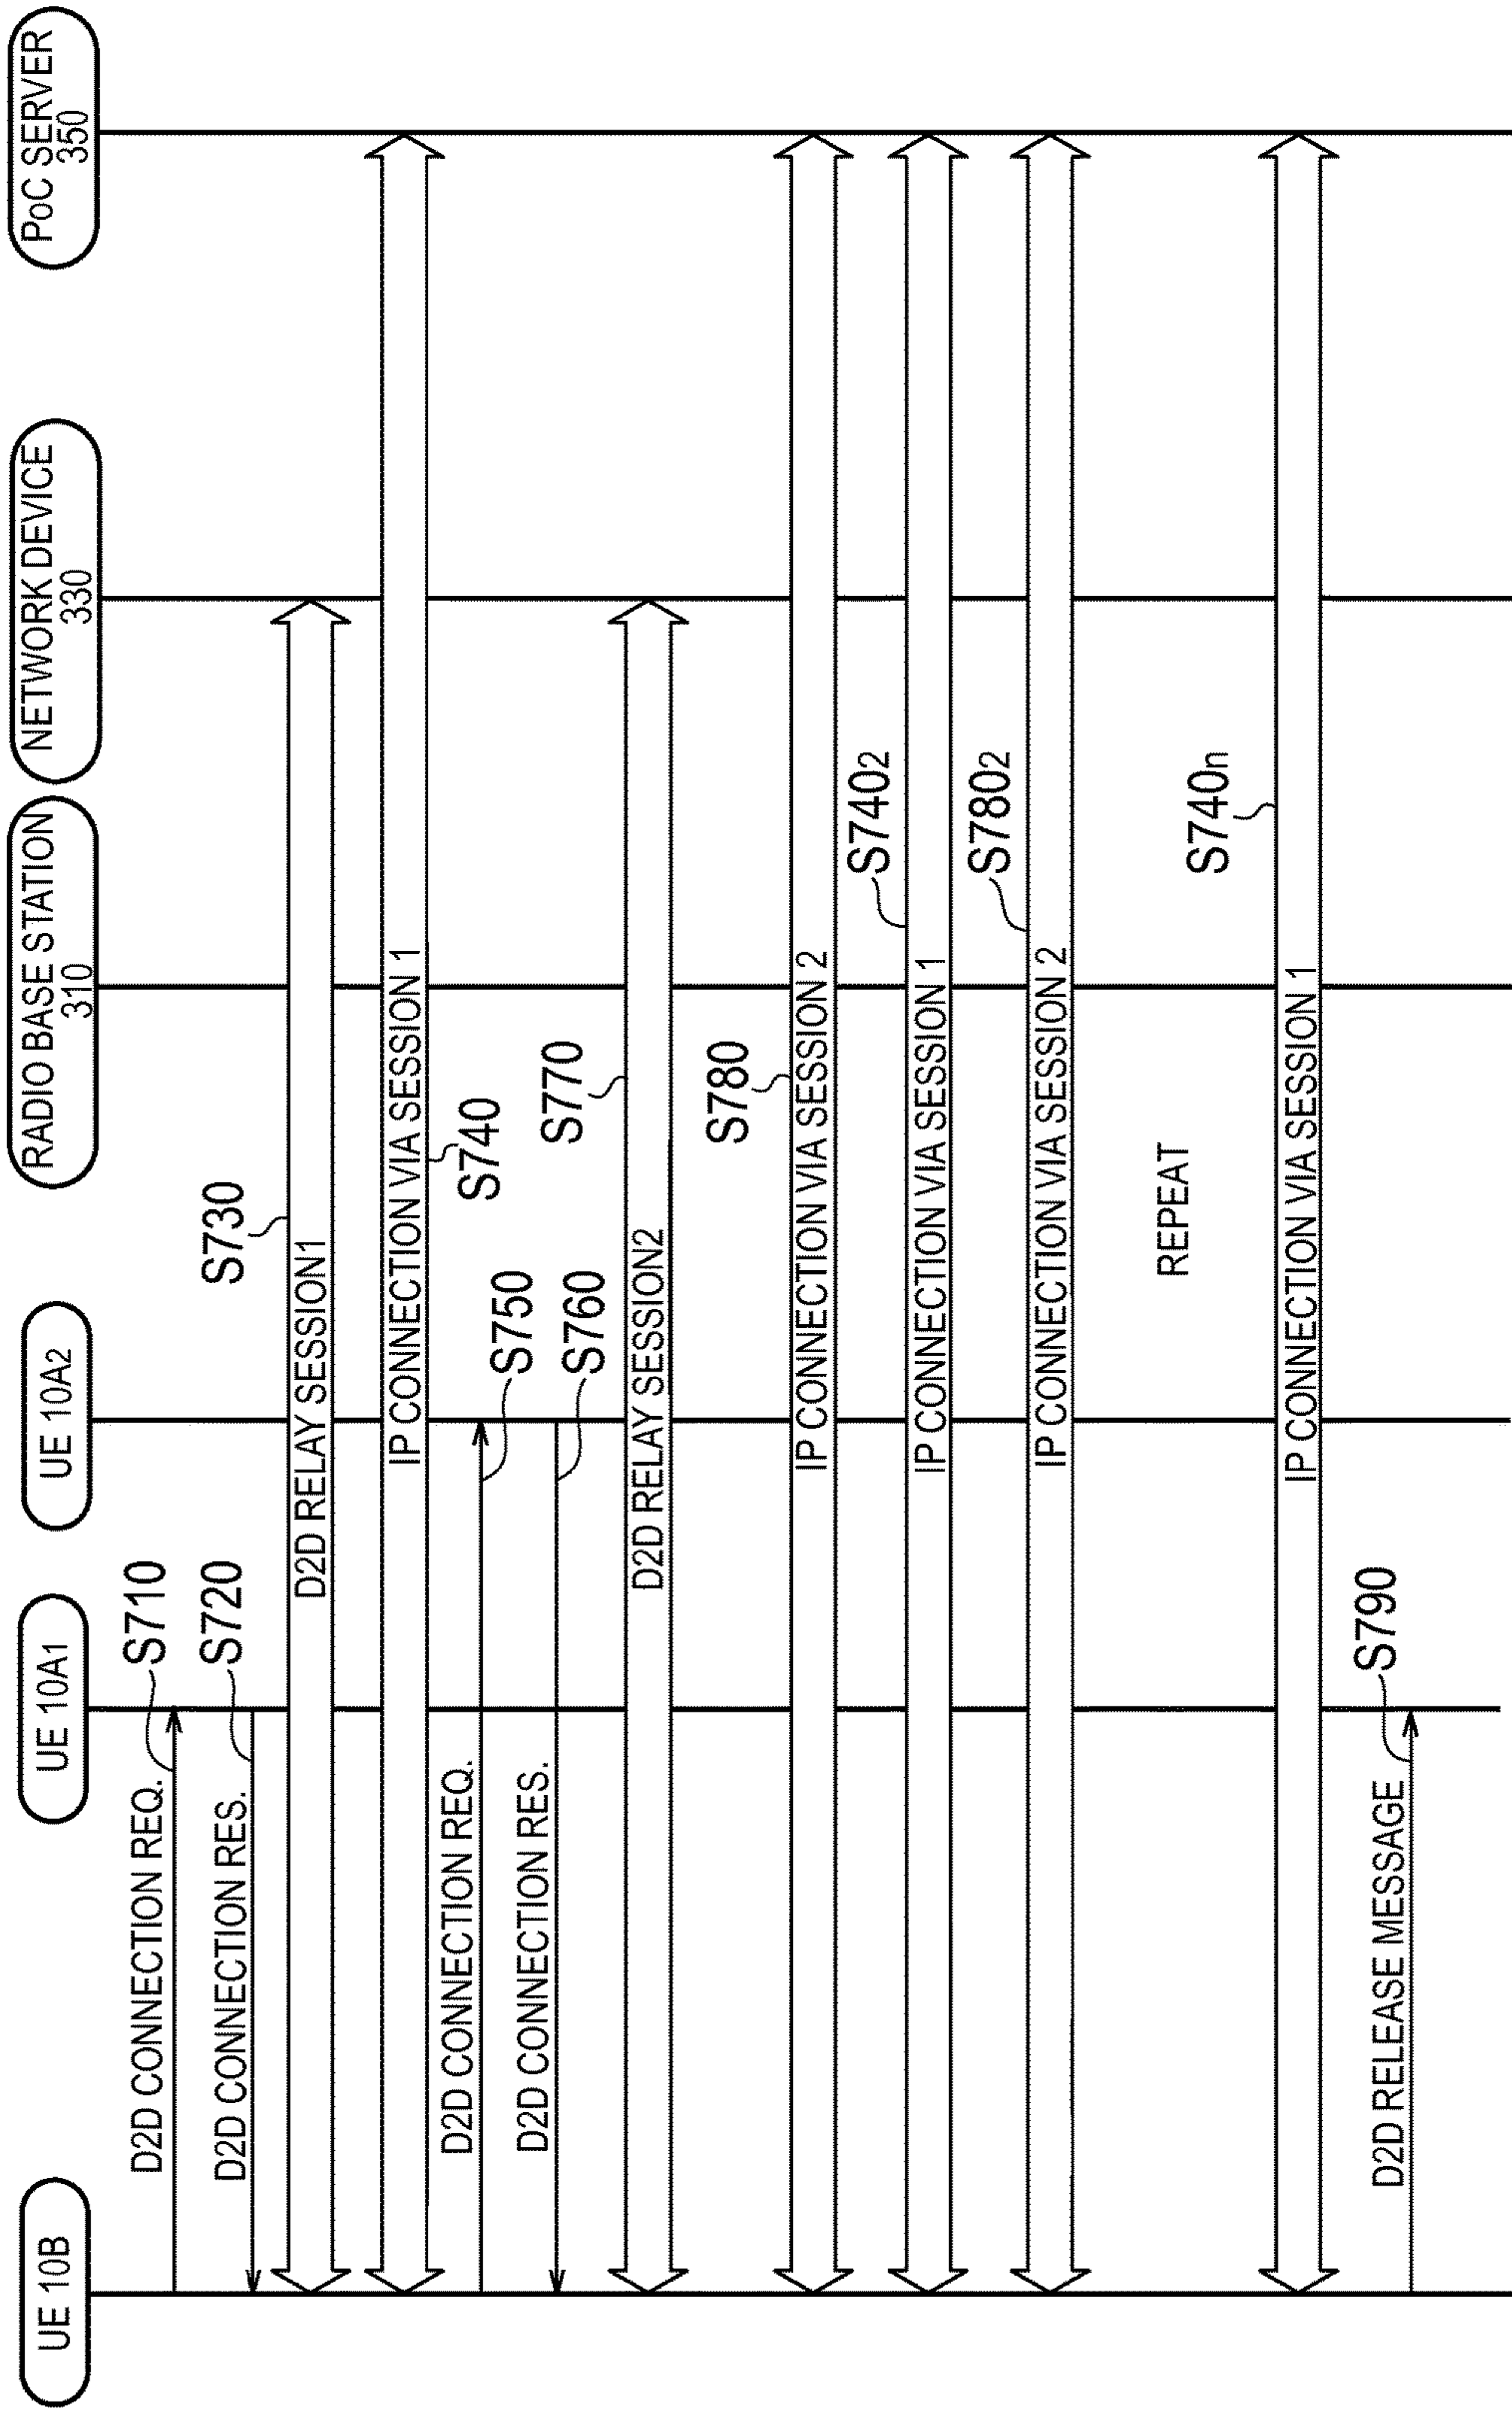 UE 10B
UE 10A1
UE 10A2
RADIO BASE STATION
310
NETWORK DEVICE
330
PoC SERVER
350
D2D CONNECTION REQ.
S710
D2D CONNECTION RES.
S720
S730
D2D RELAY SESSION1
IP CONNECTION VIA SESSION 1
S740
D2D CONNECTION REQ.
S750
D2D CONNECTION RES.
S760
S770
D2D RELAY SESSION2
S780
IP CONNECTION VIA SESSION 2
S7402
IP CONNECTION VIA SESSION 1
S7802
IP CONNECTION VIA SESSION 2
REPEAT
S740n
IP CONNECTION VIA SESSION 1
D2D RELEASE MESSAGE
S790